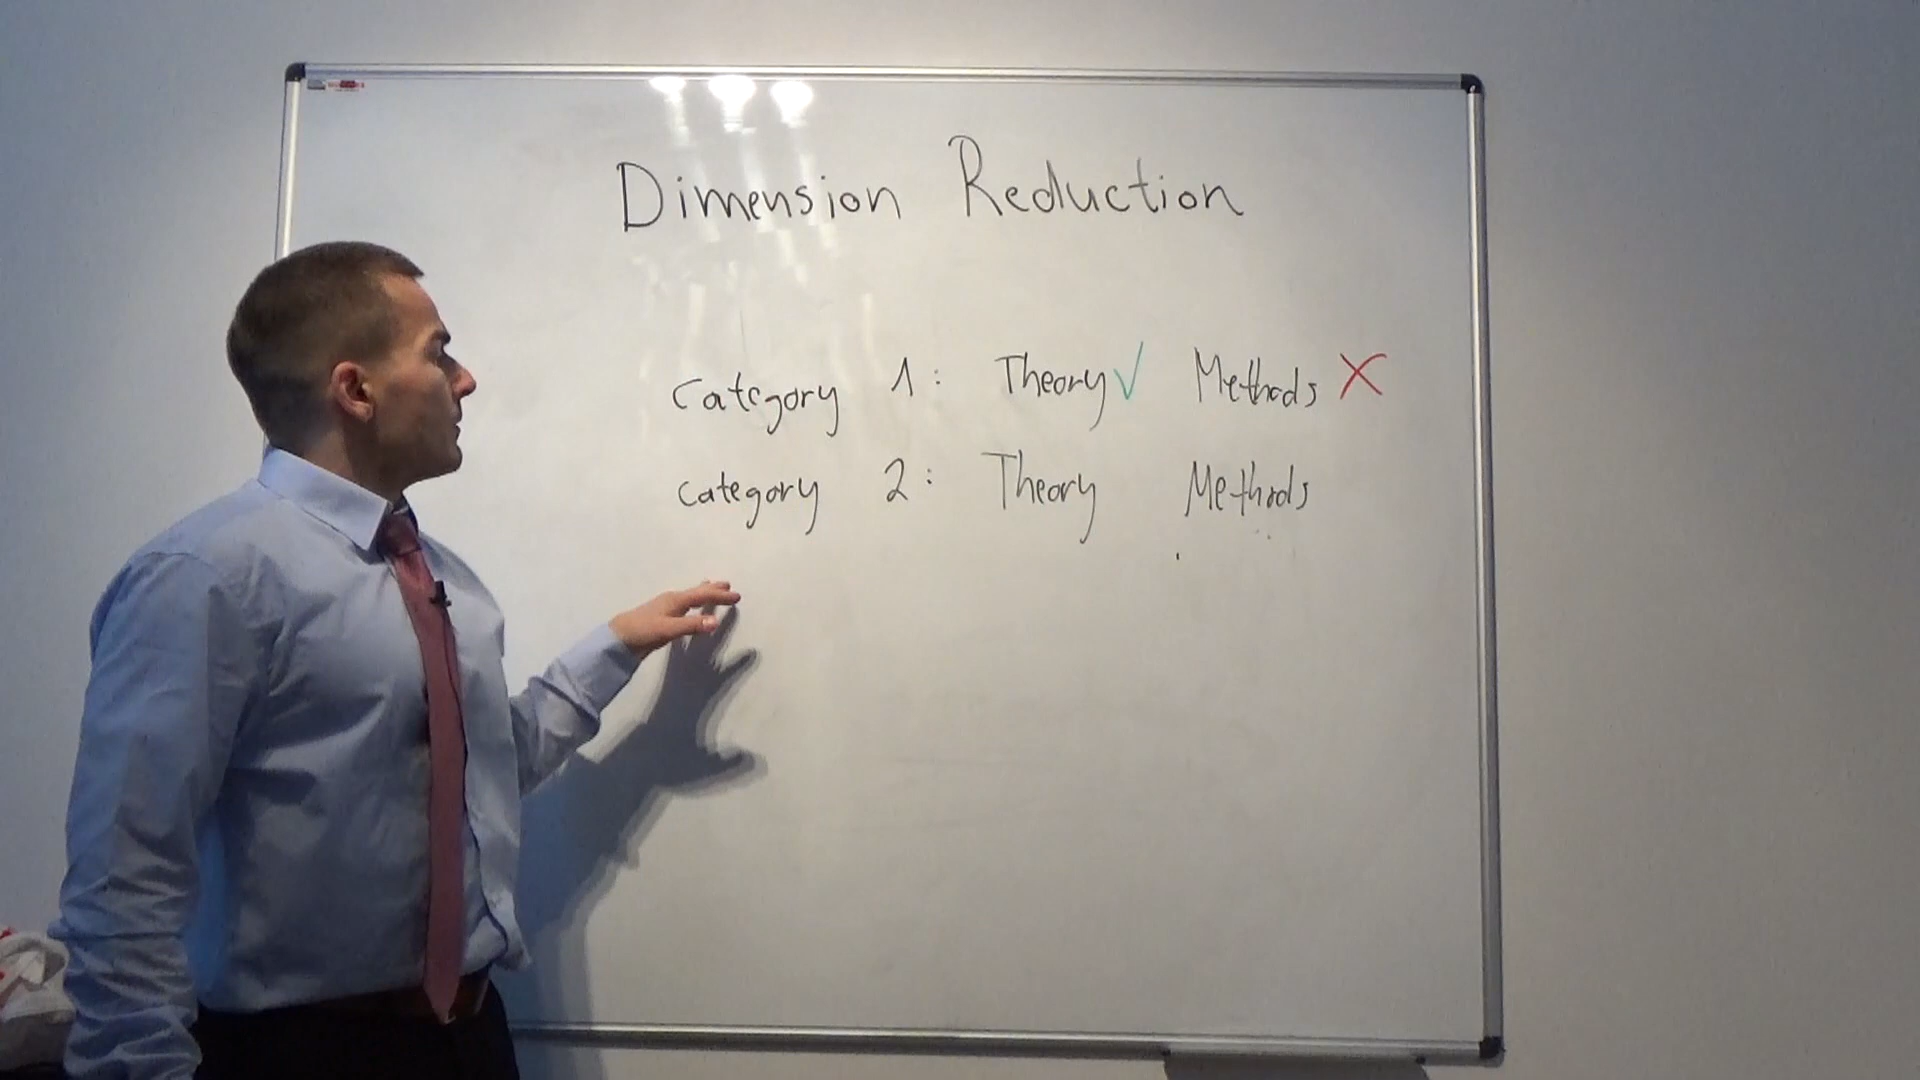 Dimension Reduction
Category 1: Theory ✓ Methods ✗
Category 2: Theory Methods